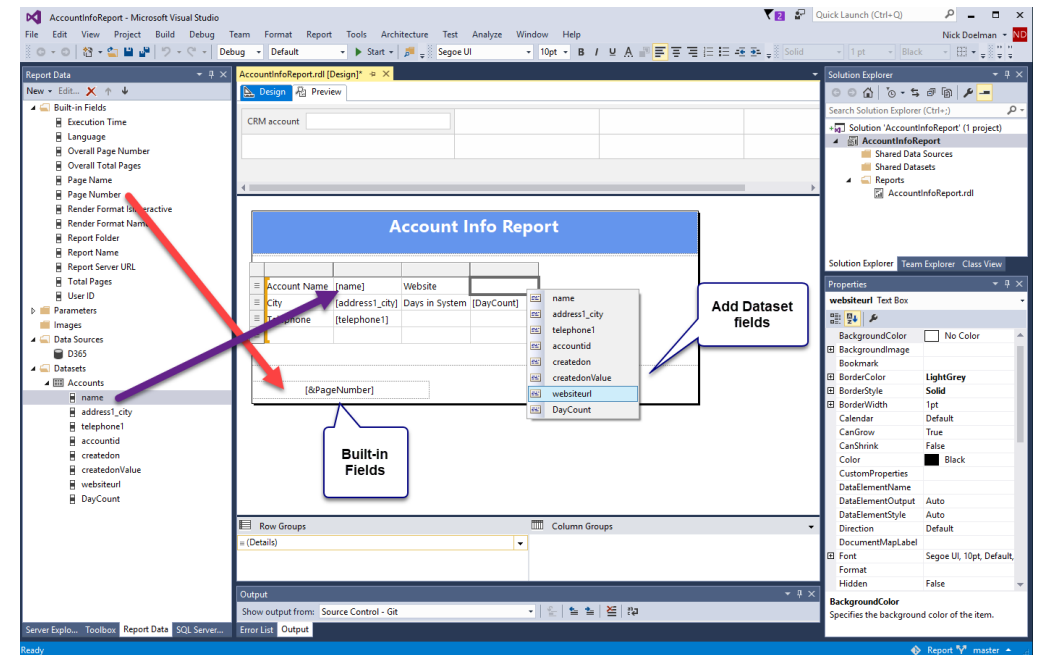 AccountInfoReport - Microsoft Visual Studio
2
Quick Launch (Ctrl+Q)
File Edit View Project Build Debug Team Format Report Tools Architecture Test Analyze Window Help
Nick Doelman
ND
Debug Default Start Segoe UI 10pt B I U A Solid 1 pt Black
Report Data
New Edit...
Built-in Fields
Execution Time
Language
Overall Page Number
Overall Total Pages
Page Name
Page Number
Render Format IsInteractive
Render Format Name
Report Folder
Report Name
Report Server URL
Total Pages
User ID
Parameters
Images
Data Sources
D365
Datasets
Accounts
name
address1_city
telephone1
accountid
createdon
createdonValue
websiteurl
DayCount
Server Explo... Toolbox Report Data SQL Server...
AccountInfoReport.rdl [Design]*
Design Preview
CRM account
Account Info Report
Account Name [name] Website
City [address1_city] Days in System [DayCount]
Telephone [telephone1]
[&PageNumber]
name
address1_city
telephone1
accountid
createdon
createdonValue
websiteurl
DayCount
Add Dataset
fields
Built-in
Fields
Row Groups Column Groups
(Details)
Output
Show output from: Source Control - Git
Error List Output
Solution Explorer
Search Solution Explorer (Ctrl+;)
Solution 'AccountInfoReport' (1 project)
AccountInfoReport
Shared Data Sources
Shared Datasets
Reports
AccountInfoReport.rdl
Solution Explorer Team Explorer Class View
Properties
websiteurl Text Box
BackgroundColor No Color
BackgroundImage
Bookmark
BorderColor LightGrey
BorderStyle Solid
BorderWidth 1pt
Calendar Default
CanGrow True
CanShrink False
Color Black
CustomProperties
DataElementName
DataElementOutput Auto
DataElementStyle Auto
Direction Default
DocumentMapLabel
Font Segoe UI, 10pt, Default,
Format
Hidden False
BackgroundColor
Specifies the background color of the item.
Ready
Report master